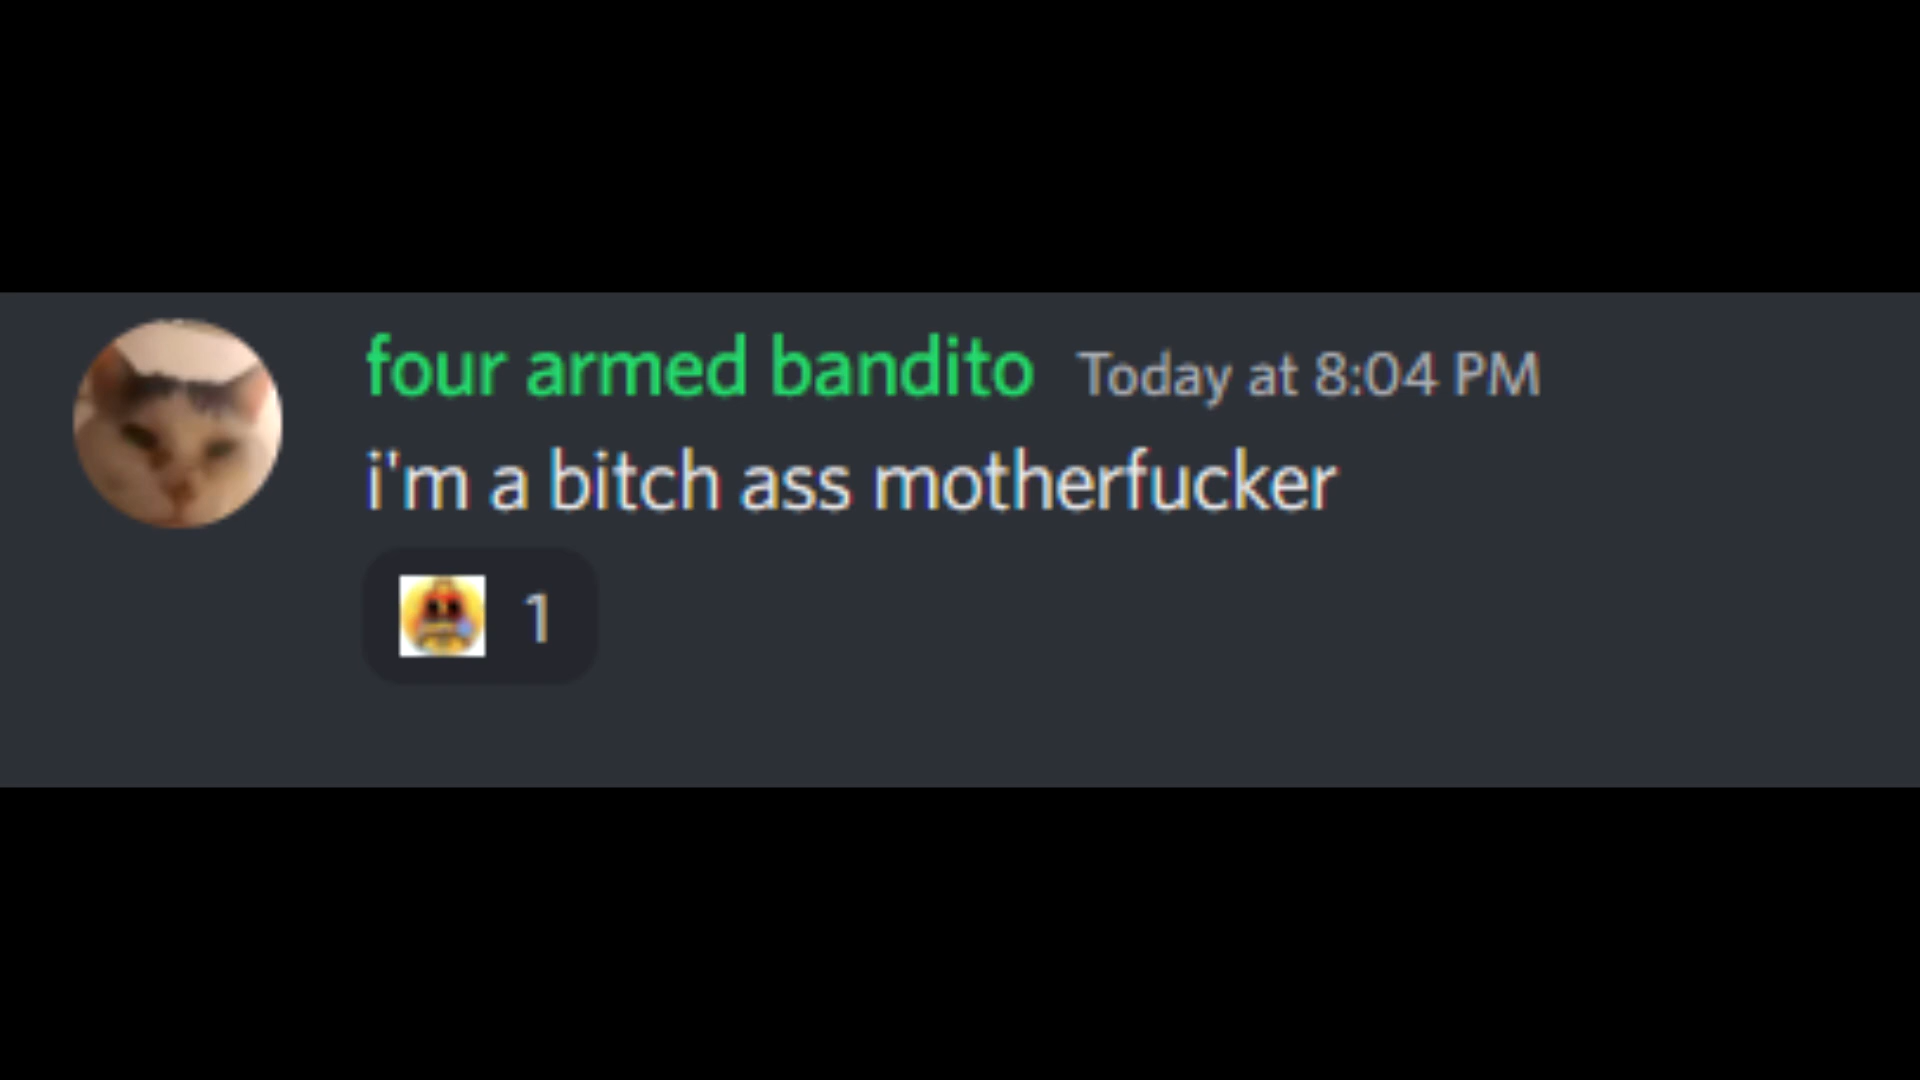 four armed bandito Today at 8:04 PM
i'm a bitch ass motherfucker
1